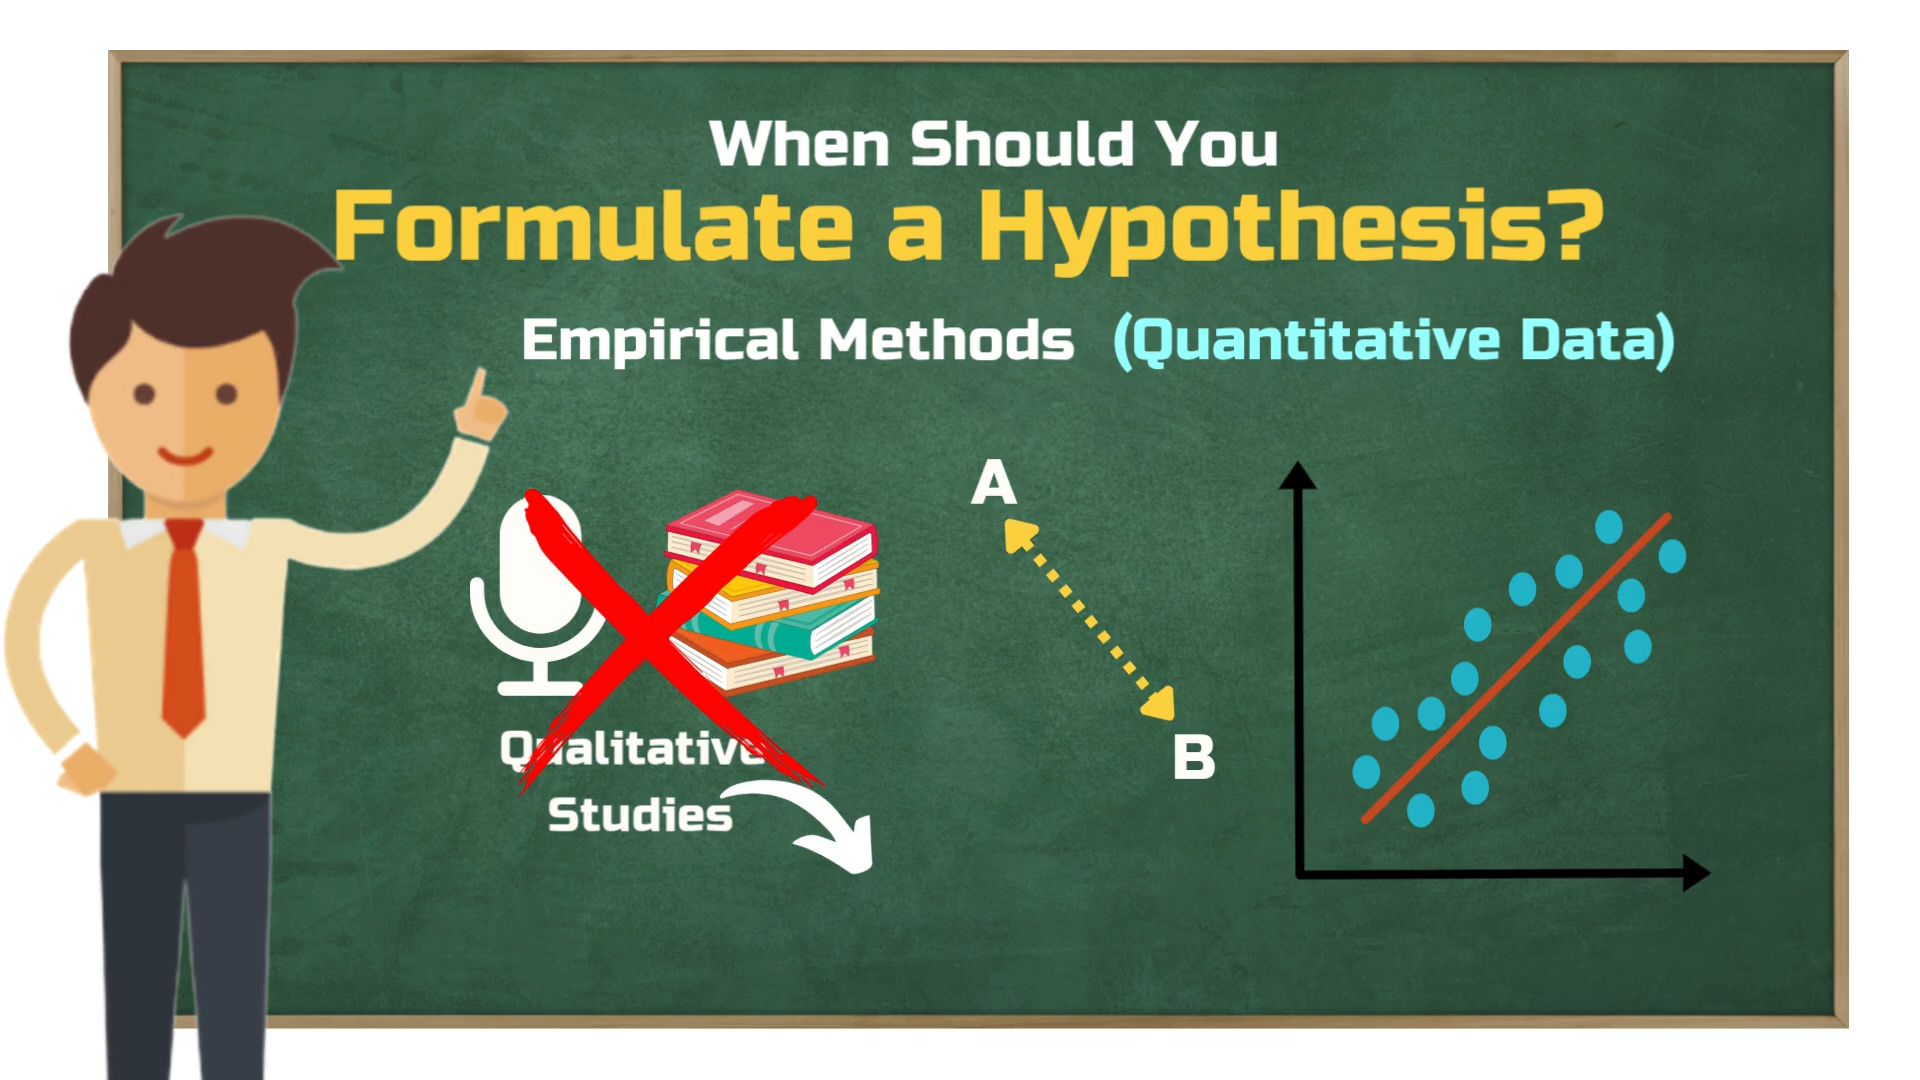 When Should You
Formulate a Hypothesis?
Empirical Methods (Quantitative Data)
A
B
Qualitative
Studies